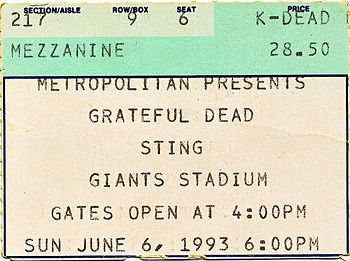 SECTION/AISLE ROW/BOX SEAT PRICE
217 9 6 K-DEAD
MEZZANINE 28.50
METROPOLITAN PRESENTS
GRATEFUL DEAD
STING
GIANTS STADIUM
GATES OPEN AT 4:00PM
SUN JUNE 6, 1993 6:00PM